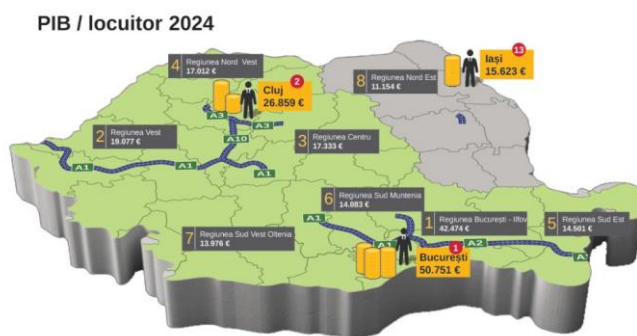 PIB / locuitor 2024
4
Regiunea Nord Vest
17.012 €
2
Cluj
26.859 €
13
Iași
15.623 €
8
Regiunea Nord Est
11.154 €
A3
A3
A10
2
Regiunea Vest
19.077 €
3
Regiunea Centru
17.333 €
A1
A1
A1
6
Regiunea Sud Muntenia
14.083 €
7
Regiunea Sud Vest Oltenia
13.976 €
A1
A1
1
Regiunea București - Ilfov
42.474 €
5
Regiunea Sud Est
14.501 €
A2
1
București
50.751 €